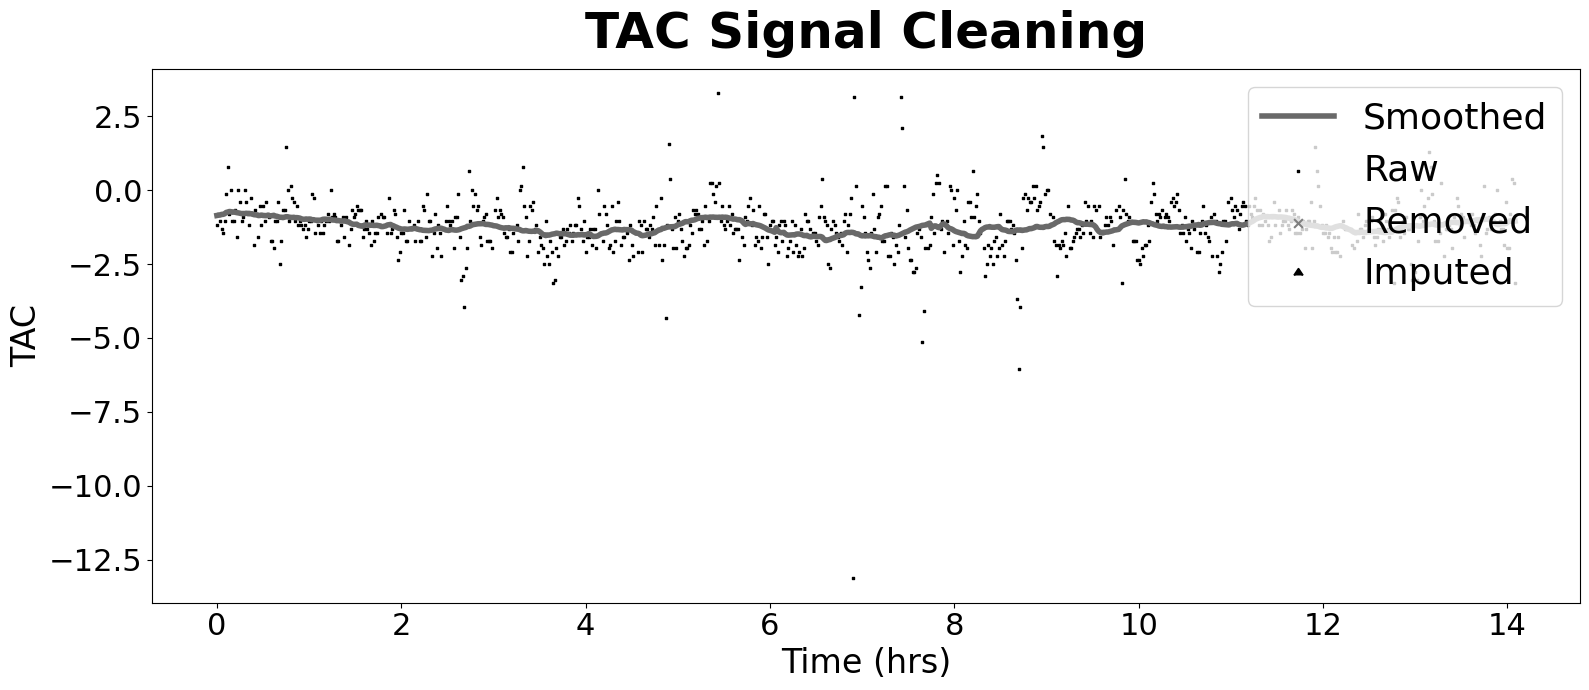 TAC Signal Cleaning
2.5
0.0
−2.5
−5.0
−7.5
−10.0
−12.5
TAC
Smoothed
Raw
Removed
Imputed
0 2 4 6 8 10 12 14
Time (hrs)